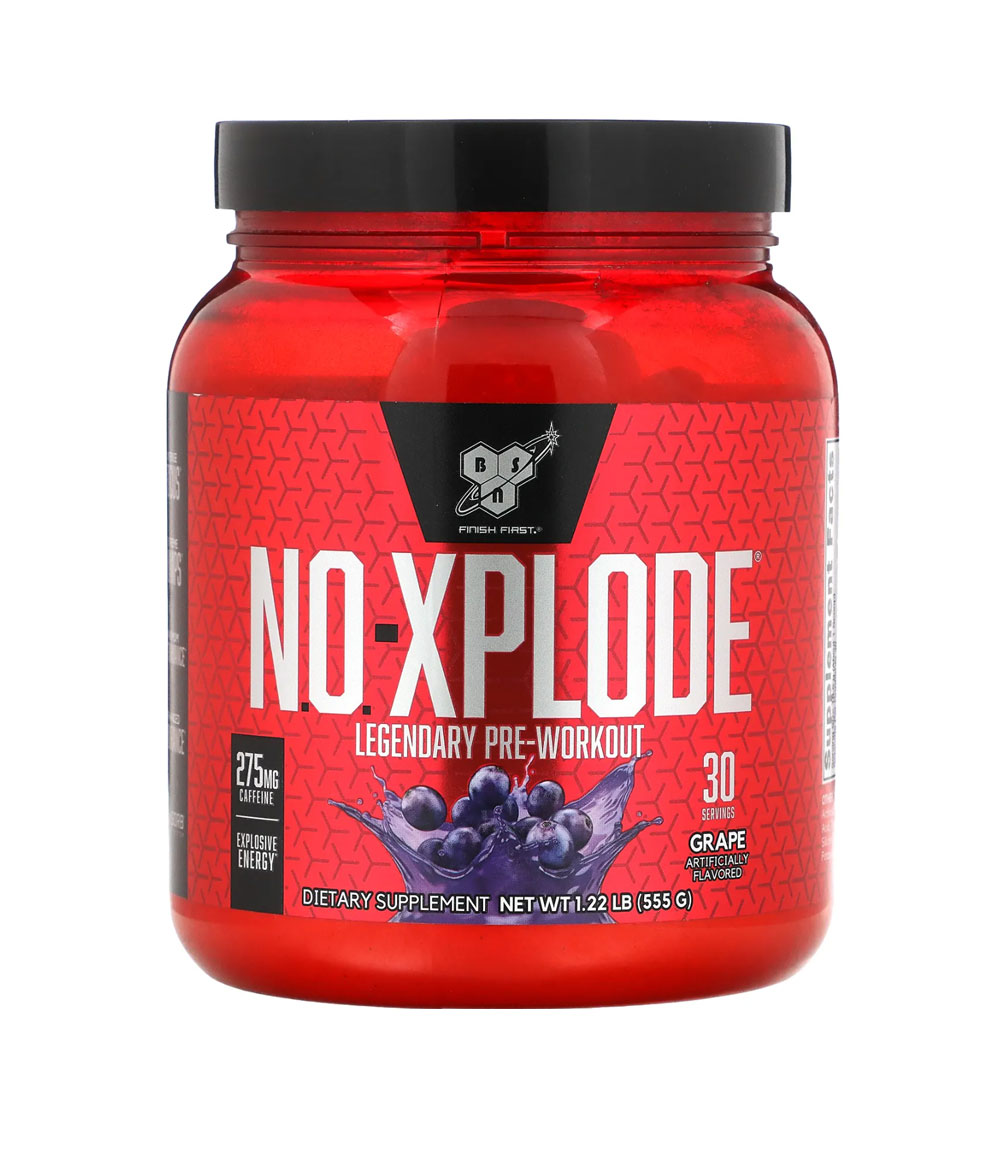 BSN
FINISH FIRST.®
N.O.-XPLODE®
LEGENDARY PRE-WORKOUT
275MG
CAFFEINE
EXPLOSIVE
ENERGY*
30
SERVINGS
GRAPE
ARTIFICIALLY
FLAVORED
DIETARY SUPPLEMENT NET WT 1.22 LB (555 G)
Supplement Facts